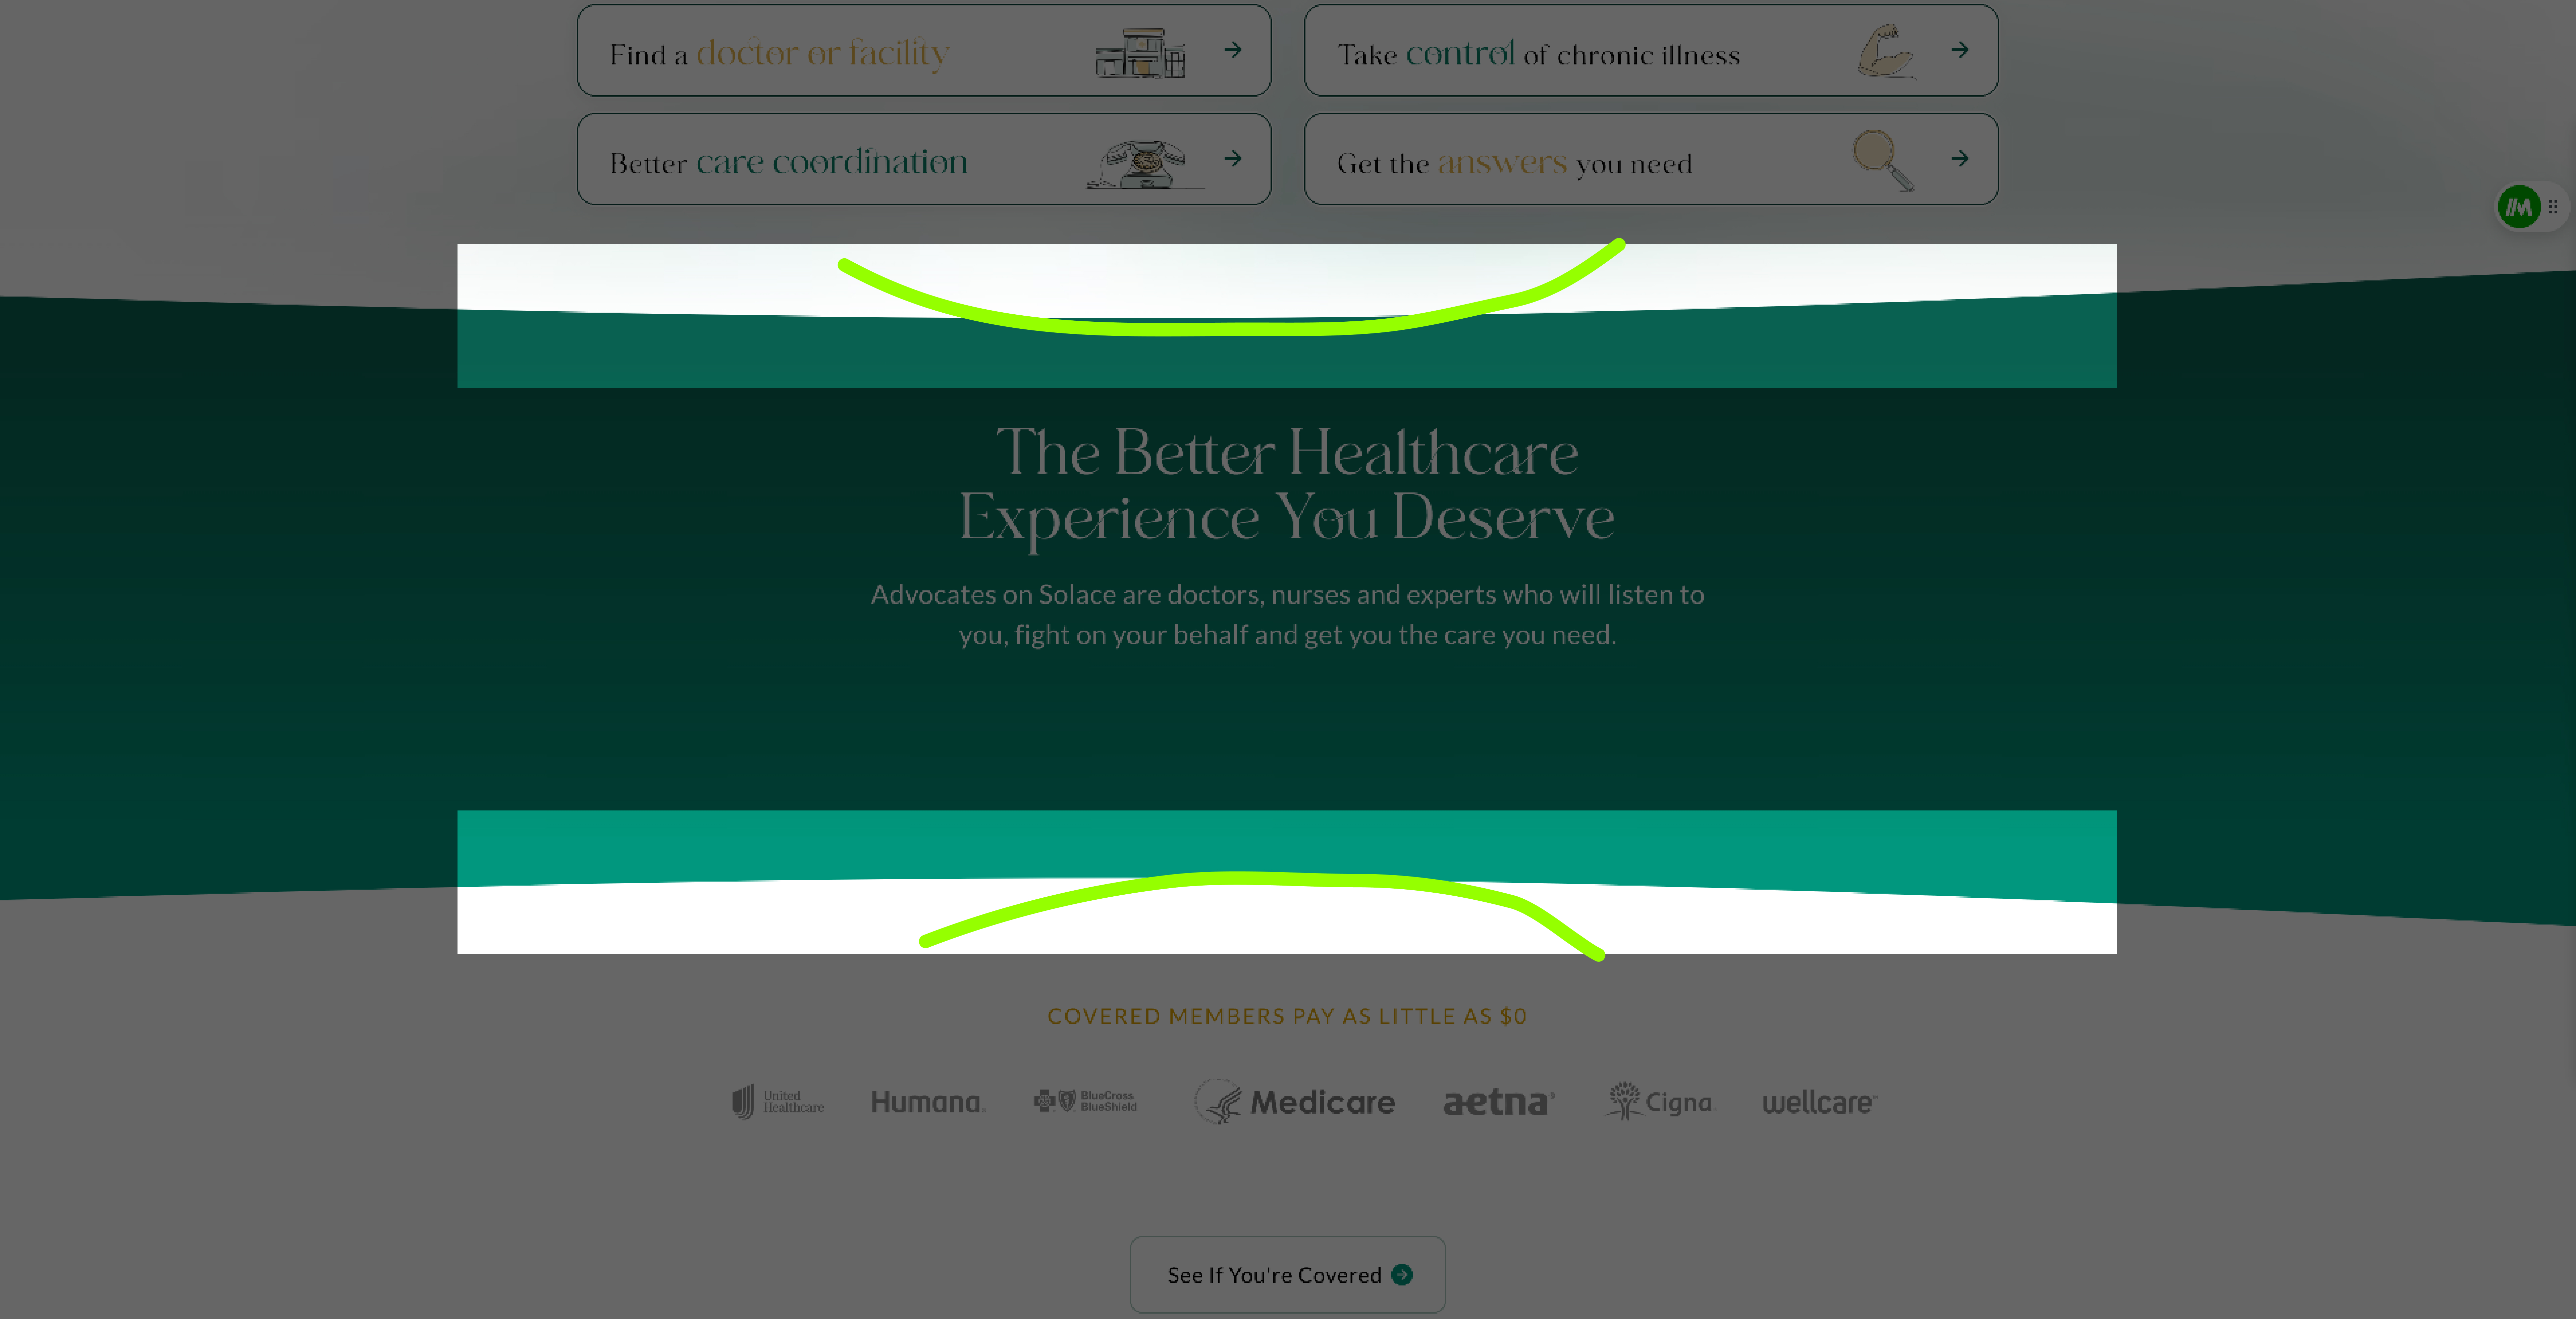 Find a doctor or facility
Take control of chronic illness
Better care coordination
Get the answers you need
The Better Healthcare
Experience You Deserve
Advocates on Solace are doctors, nurses and experts who will listen to
you, fight on your behalf and get you the care you need.
COVERED MEMBERS PAY AS LITTLE AS $0
United
Healthcare
Humana
BlueCross
BlueShield
Medicare
aetna
Cigna
wellcare
See If You're Covered